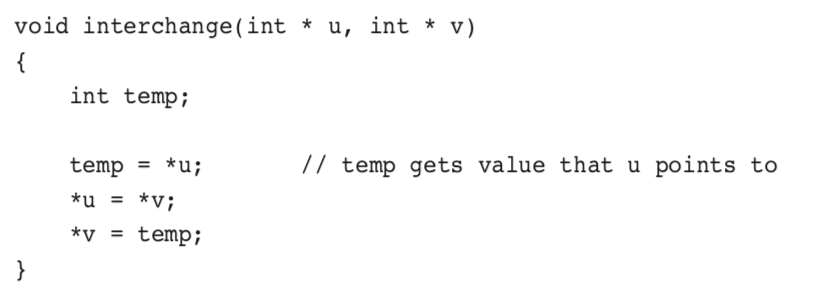 void interchange(int * u, int * v)
{
    int temp;

    temp = *u;       // temp gets value that u points to
    *u = *v;
    *v = temp;
}